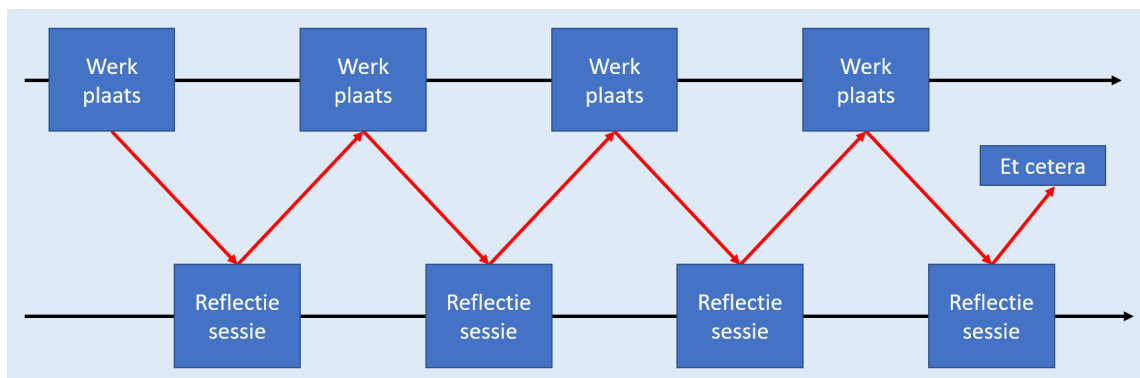 Werk
plaats
Werk
plaats
Werk
plaats
Werk
plaats
Et cetera
Reflectie
sessie
Reflectie
sessie
Reflectie
sessie
Reflectie
sessie